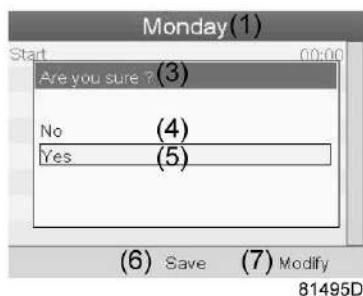 Monday (1)
Start 00:00
Are you sure ? (3)
No (4)
Yes (5)
(6) Save (7) Modify
81495D